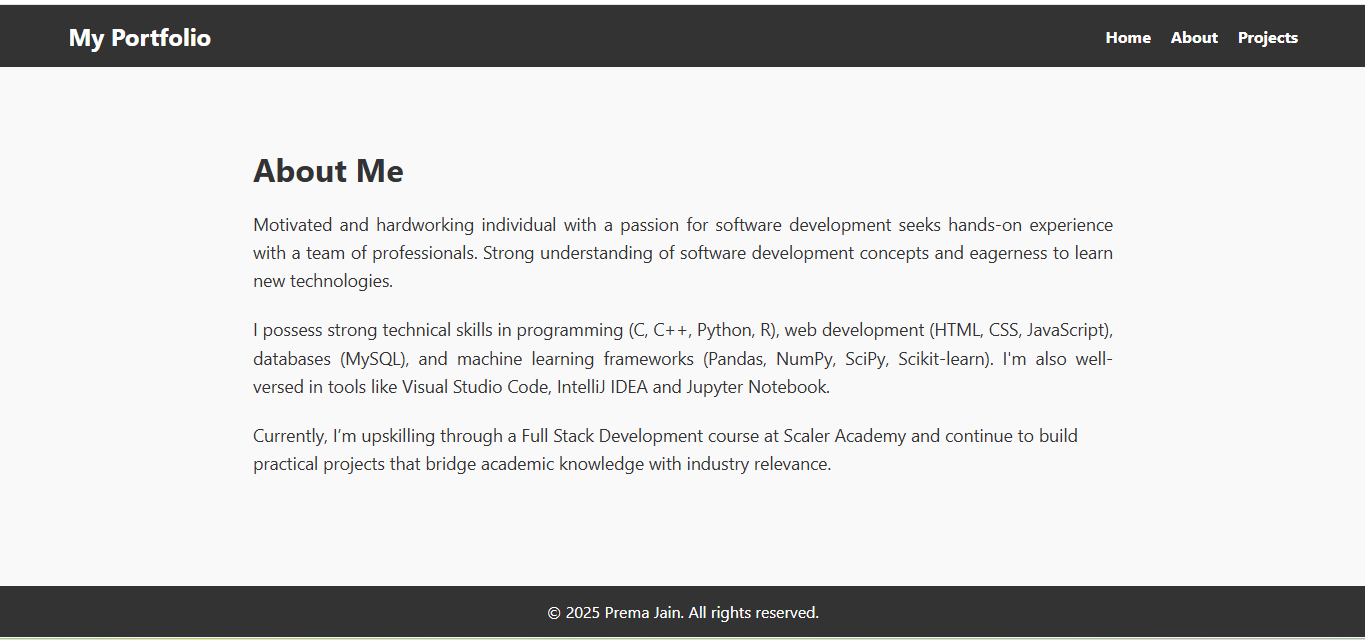 My Portfolio
Home About Projects
About Me
Motivated and hardworking individual with a passion for software development seeks hands-on experience
with a team of professionals. Strong understanding of software development concepts and eagerness to learn
new technologies.
I possess strong technical skills in programming (C, C++, Python, R), web development (HTML, CSS, JavaScript),
databases (MySQL), and machine learning frameworks (Pandas, NumPy, SciPy, Scikit-learn). I'm also well-
versed in tools like Visual Studio Code, IntelliJ IDEA and Jupyter Notebook.
Currently, I’m upskilling through a Full Stack Development course at Scaler Academy and continue to build
practical projects that bridge academic knowledge with industry relevance.
© 2025 Prema Jain. All rights reserved.